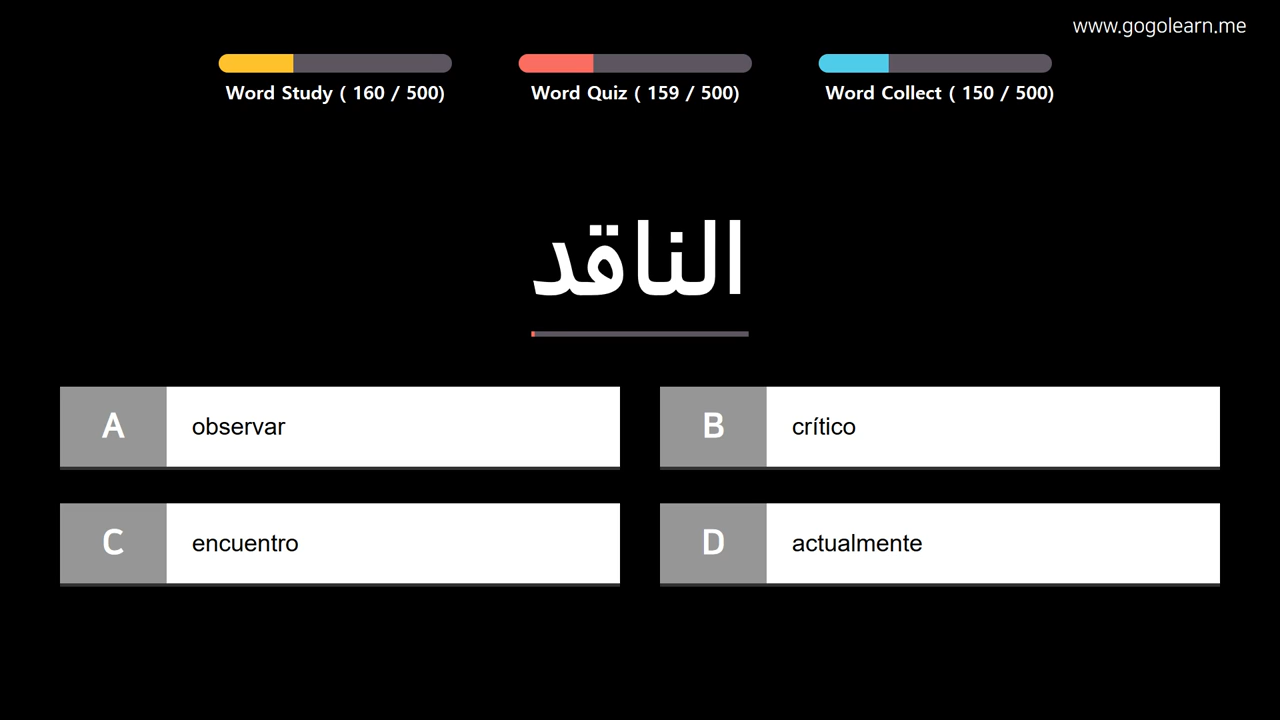 www.gogolearn.me
Word Study ( 160 / 500)
Word Quiz ( 159 / 500)
Word Collect ( 150 / 500)
الناقد
A observar
B crítico
C encuentro
D actualmente